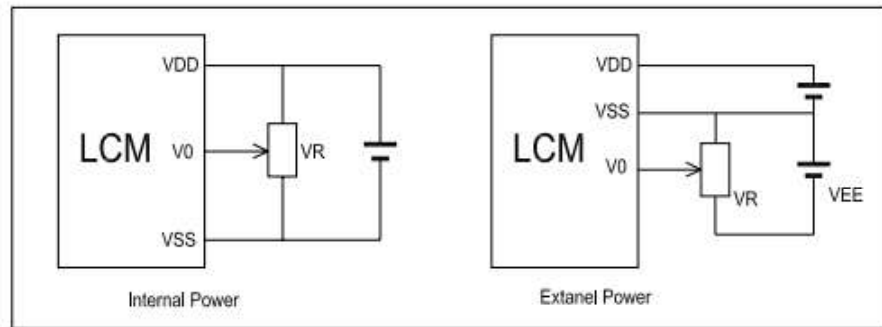 VDD
LCM
V0
VR
VSS
Internal Power
VDD
VSS
LCM
V0
VR
VEE
Extanel Power